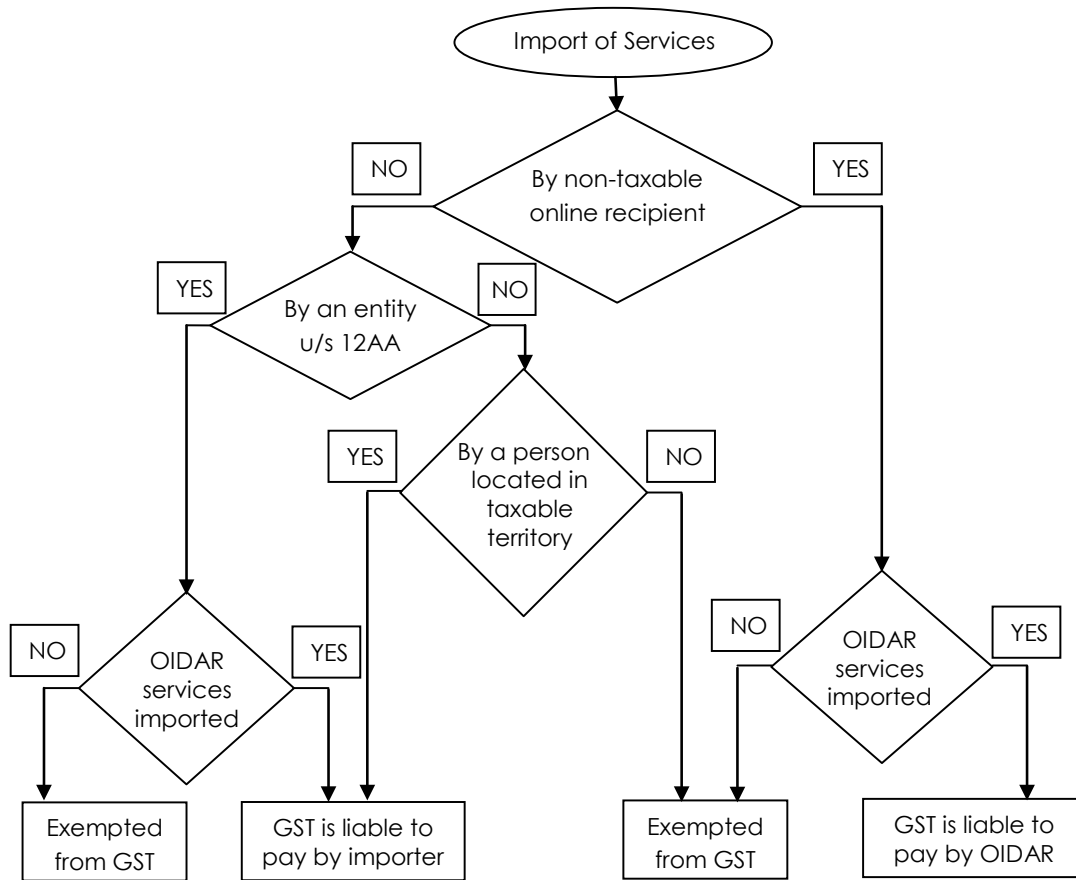 Import of Services
NO
By non-taxable
online recipient
YES
YES
By an entity
u/s 12AA
NO
YES
By a person
located in
taxable
territory
NO
NO
OIDAR
services
imported
YES
NO
OIDAR
services
imported
YES
Exempted
from GST
GST is liable to
pay by importer
Exempted
from GST
GST is liable to
pay by OIDAR